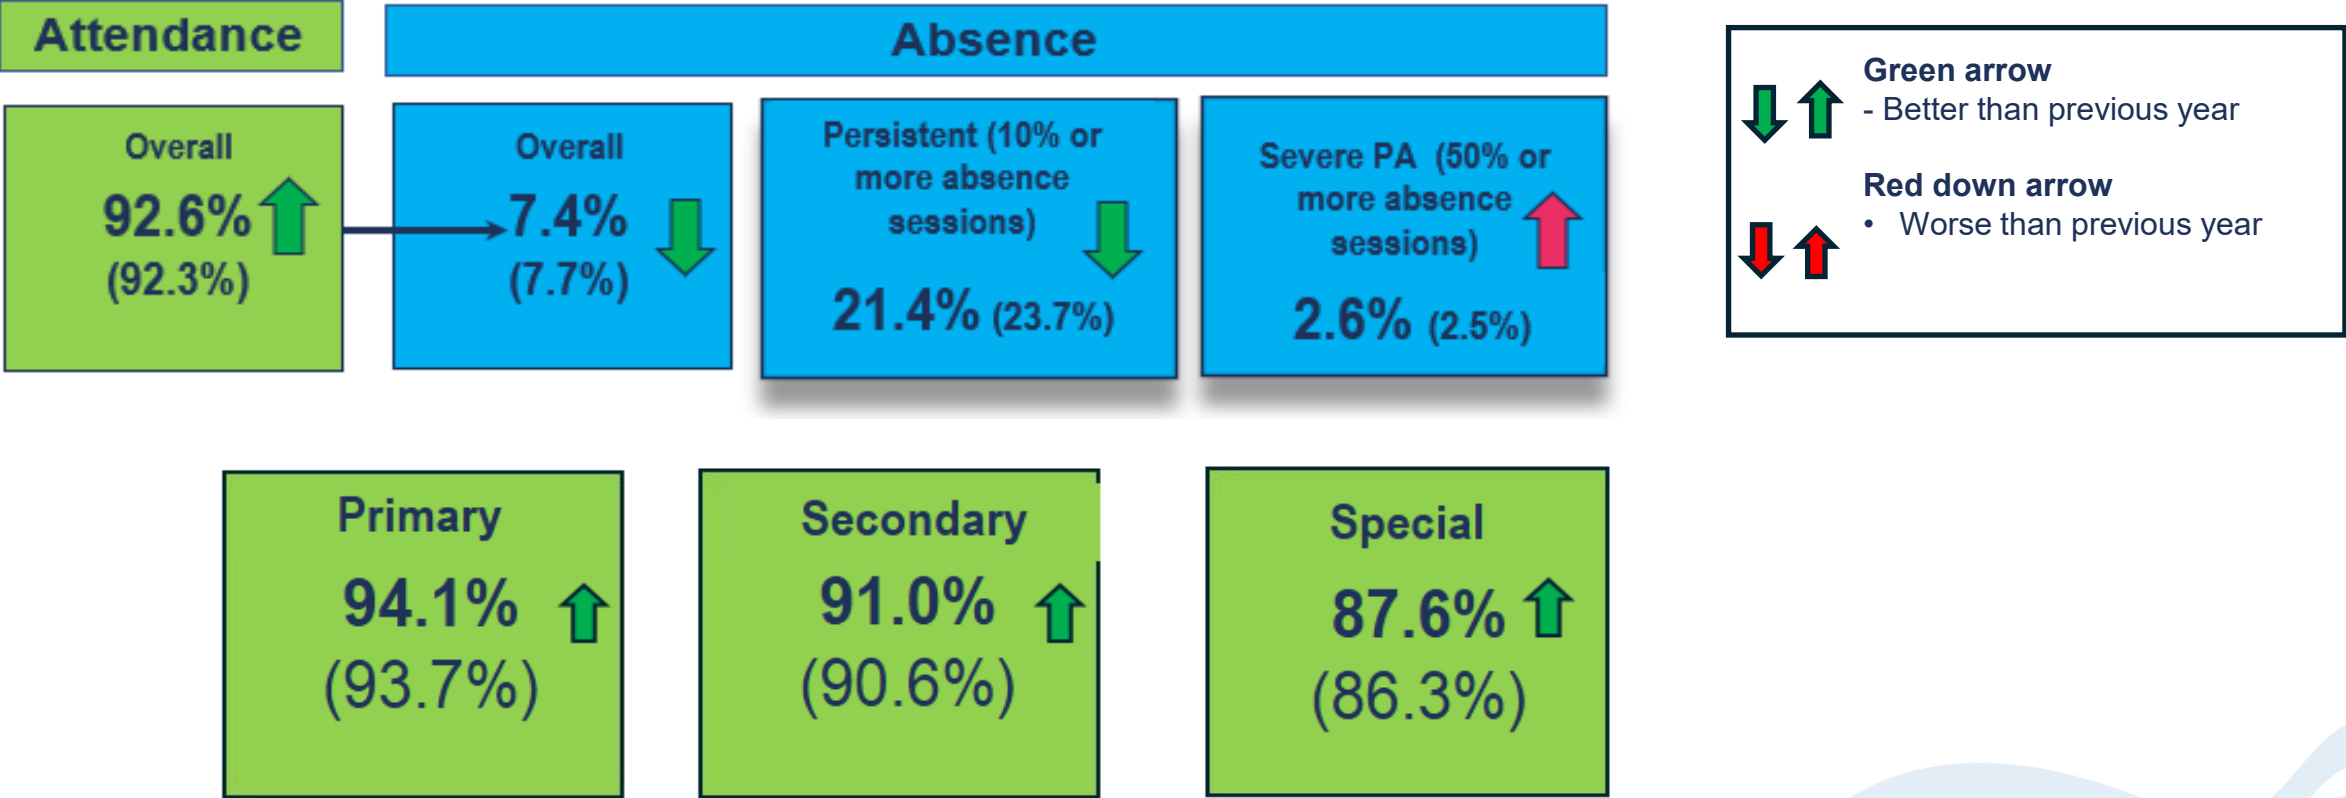 Attendance
Absence
Overall
92.6%
(92.3%)
Overall
7.4%
(7.7%)
Persistent (10% or
more absence
sessions)
21.4% (23.7%)
Severe PA (50% or
more absence
sessions)
2.6% (2.5%)
Green arrow
- Better than previous year
Red down arrow
• Worse than previous year
Primary
94.1%
(93.7%)
Secondary
91.0%
(90.6%)
Special
87.6%
(86.3%)